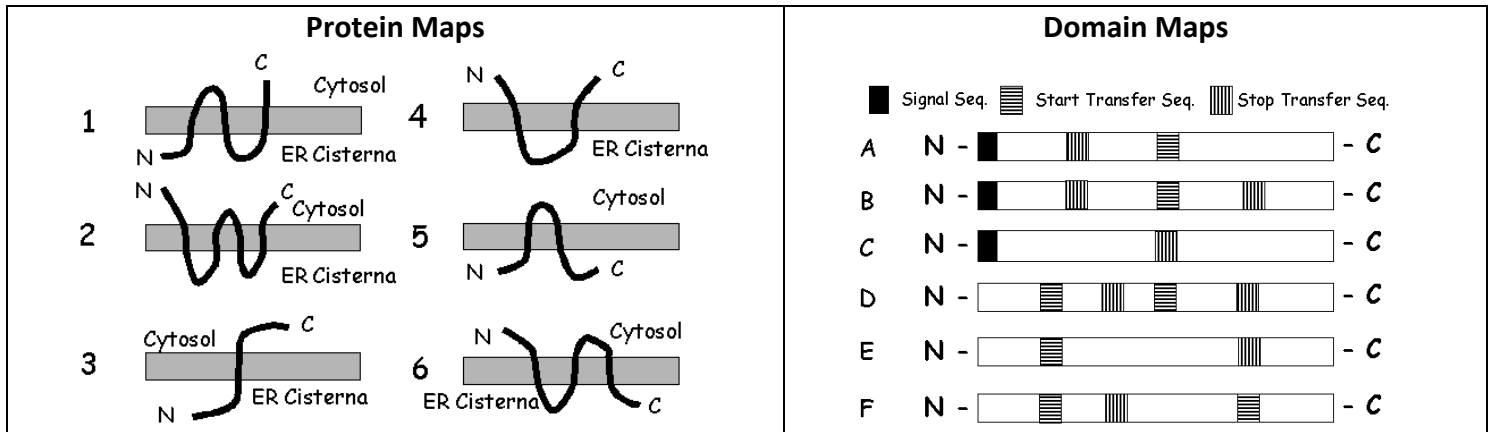 Protein Maps
1
N
C
Cytosol
ER Cisterna
2
N
C
Cytosol
ER Cisterna
3
Cytosol
N
C
ER Cisterna
4
N
C
ER Cisterna
5
Cytosol
N
C
6
N
Cytosol
ER Cisterna
C
Domain Maps
Signal Seq. Start Transfer Seq. Stop Transfer Seq.
A N - - C
B N - - C
C N - - C
D N - - C
E N - - C
F N - - C